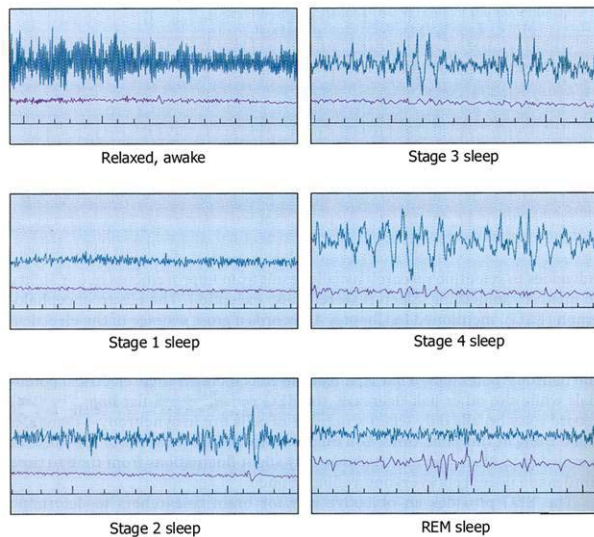 Relaxed, awake
Stage 3 sleep
Stage 1 sleep
Stage 4 sleep
Stage 2 sleep
REM sleep